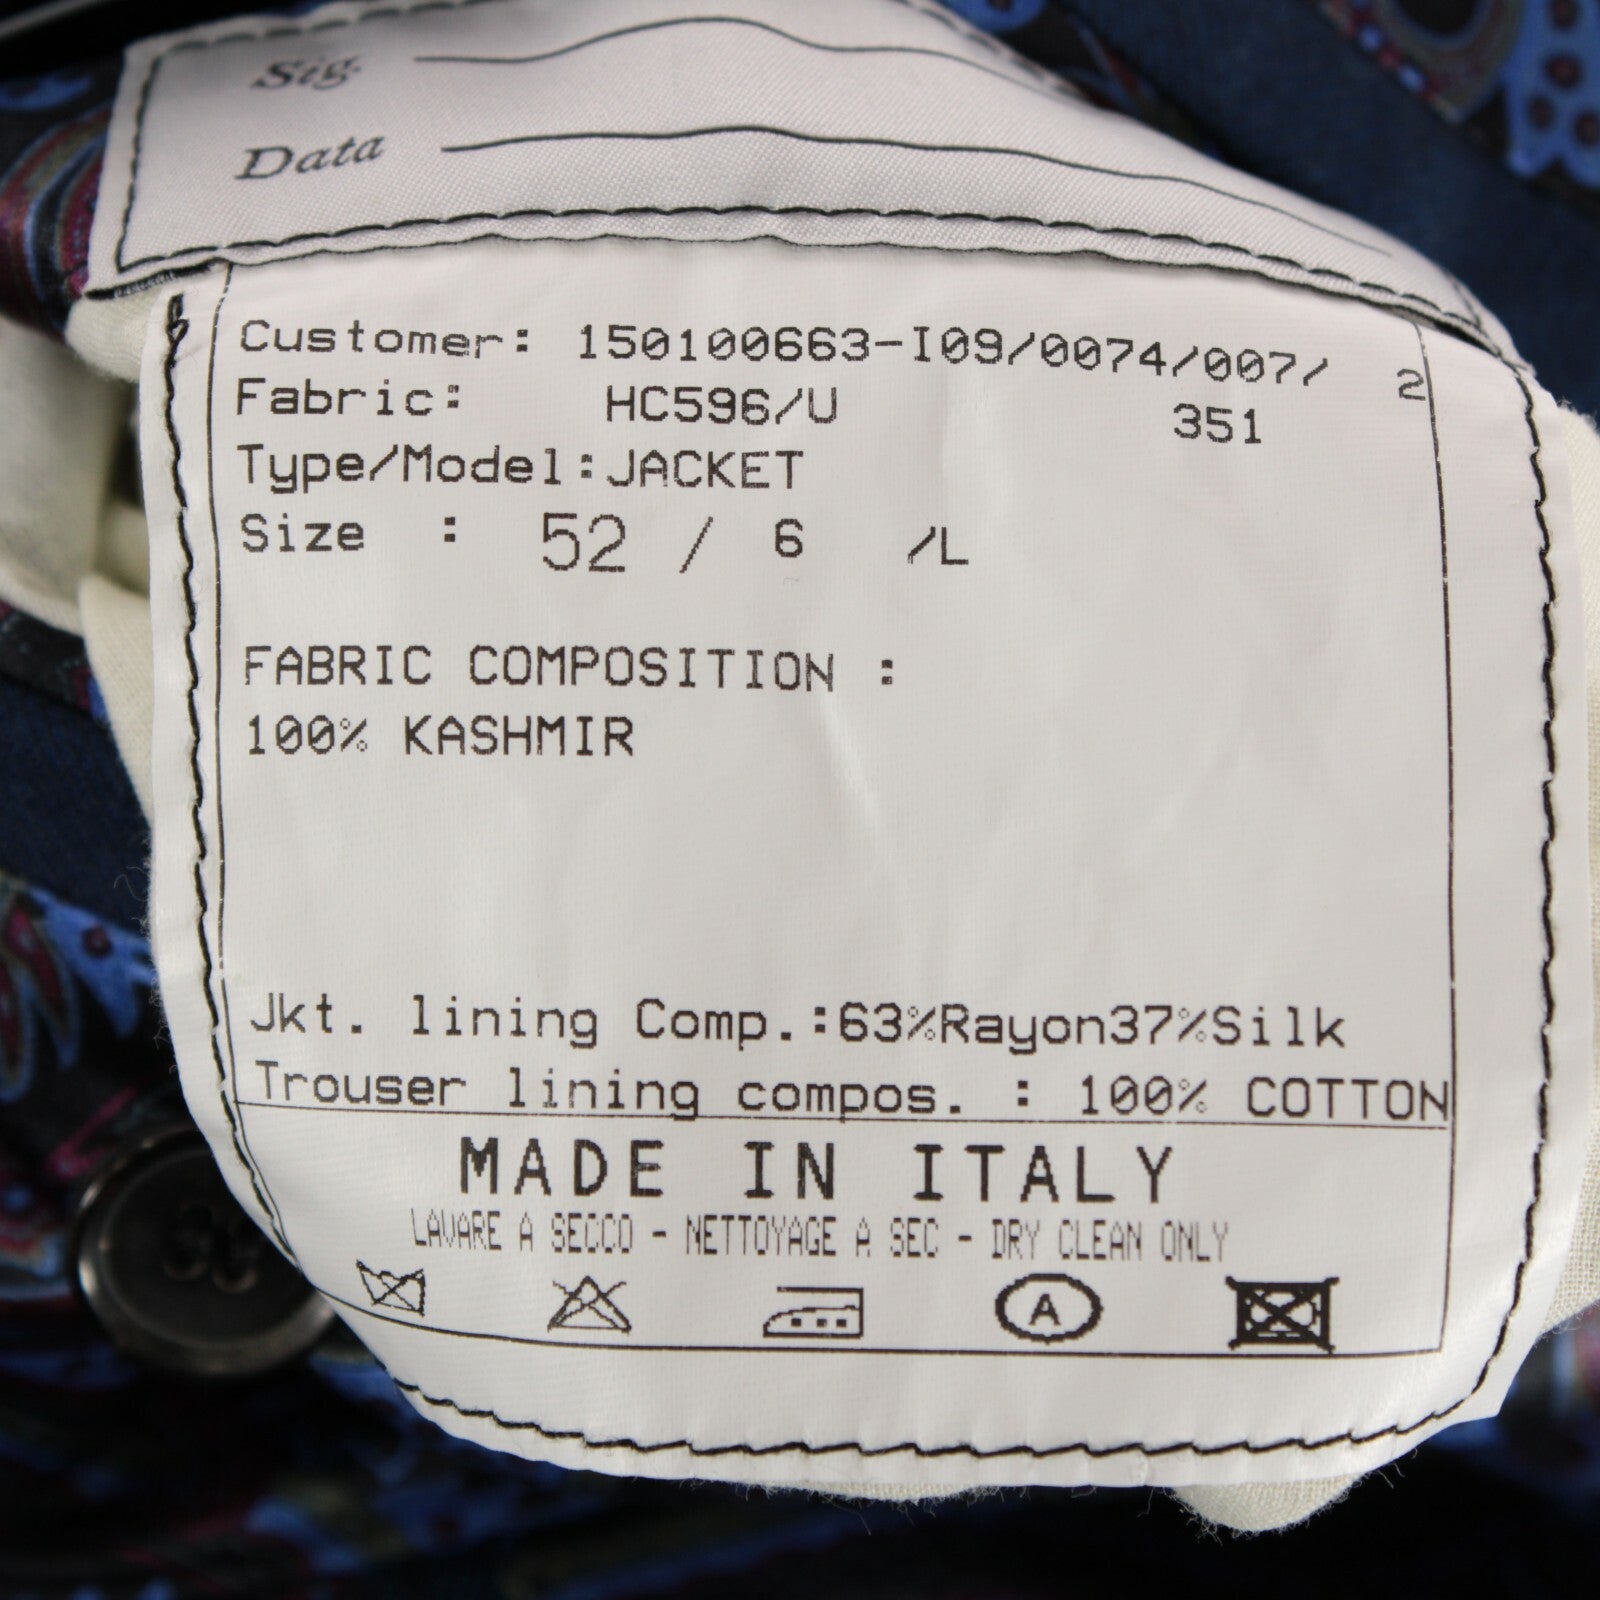 Sig.
Data
Customer: 150100663-I09/0074/007/ 2
Fabric: HC596/U 351
Type/Model:JACKET
Size : 52 / 6 /L
FABRIC COMPOSITION :
100% KASHMIR
Jkt. lining Comp.:63%Rayon37%Silk
Trouser lining compos. : 100% COTTON
MADE IN ITALY
LAVARE A SECCO - NETTOYAGE A SEC - DRY CLEAN ONLY
A